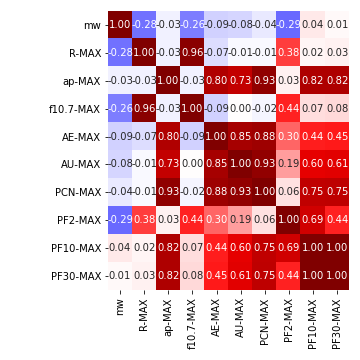 mw 1.00 -0.28 -0.03 -0.26 -0.09 -0.08 -0.04 -0.29 0.04 0.01
R-MAX -0.28 1.00 -0.03 0.96 -0.07 -0.01 -0.01 0.38 0.02 0.03
ap-MAX -0.03 -0.03 1.00 -0.03 0.80 0.73 0.93 0.03 0.82 0.82
f10.7-MAX -0.26 0.96 -0.03 1.00 -0.09 0.00 -0.02 0.44 0.07 0.08
AE-MAX -0.09 -0.07 0.80 -0.09 1.00 0.85 0.88 0.30 0.44 0.45
AU-MAX -0.08 -0.01 0.73 0.00 0.85 1.00 0.93 0.19 0.60 0.61
PCN-MAX -0.04 -0.01 0.93 -0.02 0.88 0.93 1.00 0.06 0.75 0.75
PF2-MAX -0.29 0.38 0.03 0.44 0.30 0.19 0.06 1.00 0.69 0.44
PF10-MAX -0.04 0.02 0.82 0.07 0.44 0.60 0.75 0.69 1.00 1.00
PF30-MAX -0.01 0.03 0.82 0.08 0.45 0.61 0.75 0.44 1.00 1.00
mw R-MAX ap-MAX f10.7-MAX AE-MAX AU-MAX PCN-MAX PF2-MAX PF10-MAX PF30-MAX